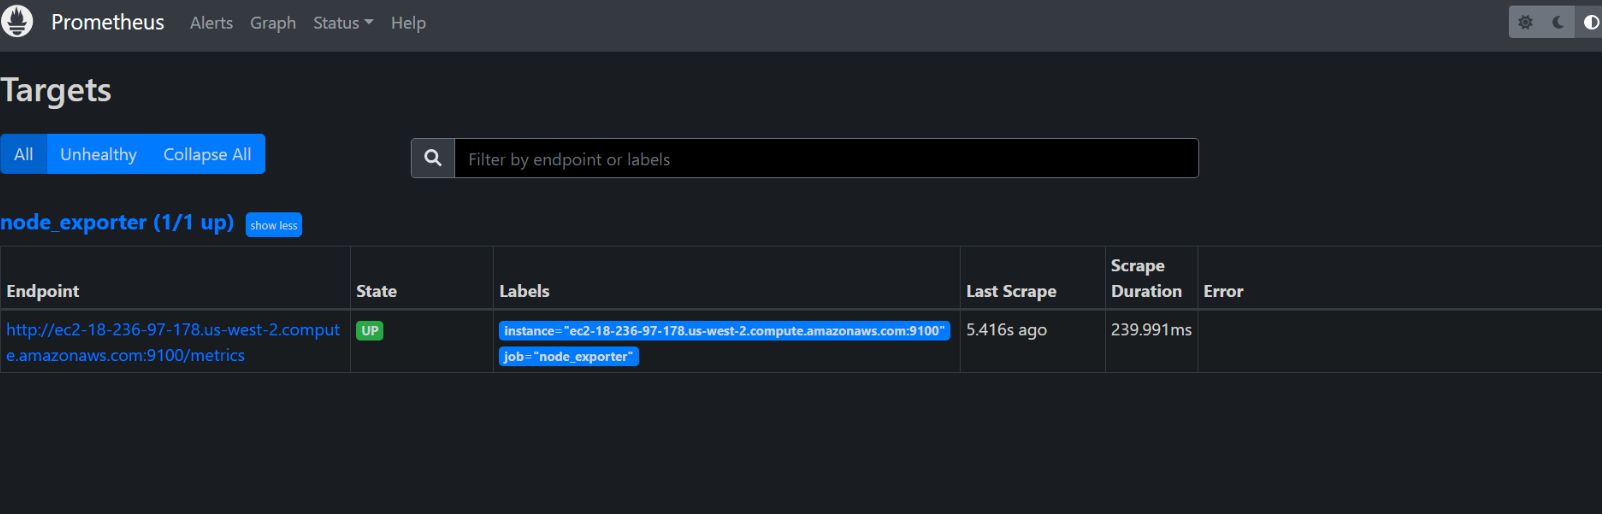 Prometheus Alerts Graph Status Help
Targets
All Unhealthy Collapse All
Filter by endpoint or labels
node_exporter (1/1 up) show less
Endpoint State Labels Last Scrape Scrape Duration Error
http://ec2-18-236-97-178.us-west-2.comput
e.amazonaws.com:9100/metrics
UP
instance="ec2-18-236-97-178.us-west-2.compute.amazonaws.com:9100"
job="node_exporter"
5.416s ago
239.991ms